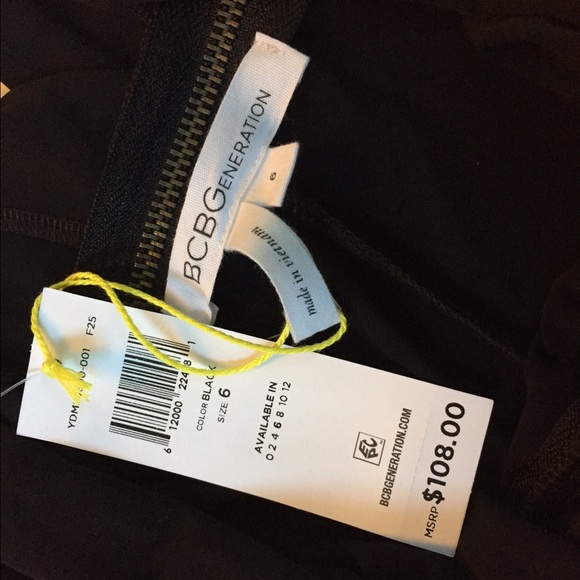 BCBGENERATION
6
made in vietnam
F25
COLOR BLACK
SIZE 6
AVAILABLE IN
0 2 4 6 8 10 12
BCBGENERATION.COM
MSRP $108.00